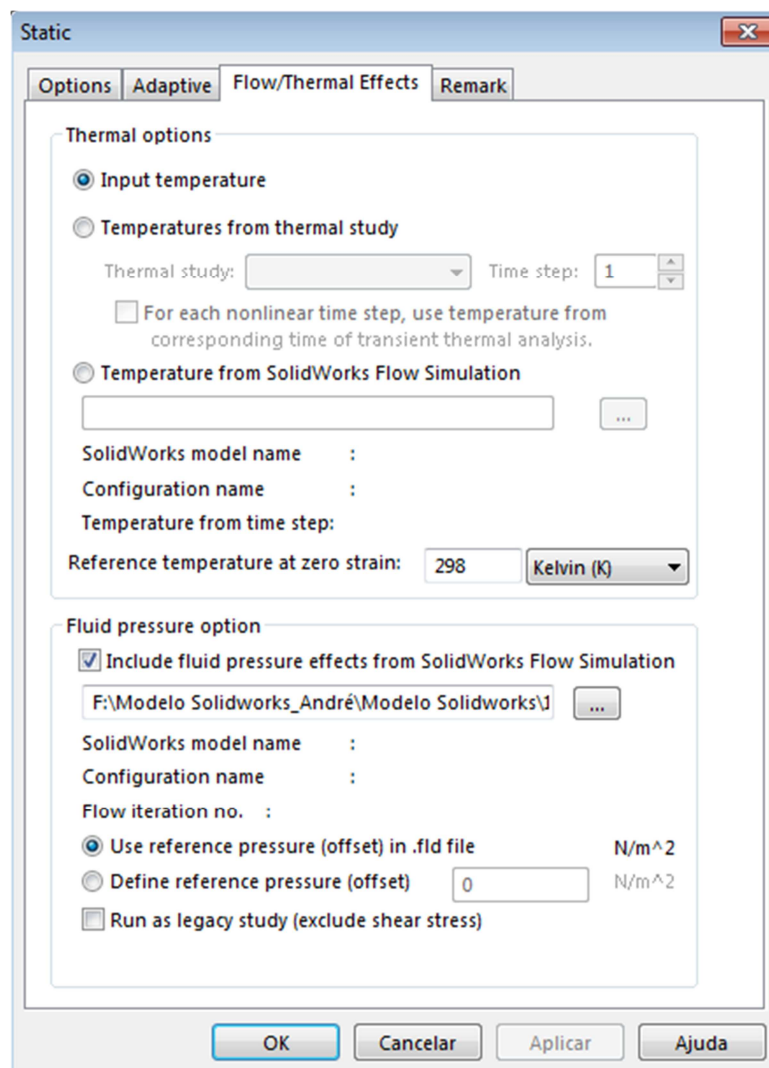 Static
Options Adaptive Flow/Thermal Effects Remark
Thermal options
Input temperature
Temperatures from thermal study
Thermal study: Time step: 1
For each nonlinear time step, use temperature from
corresponding time of transient thermal analysis.
Temperature from SolidWorks Flow Simulation
...
SolidWorks model name :
Configuration name :
Temperature from time step:
Reference temperature at zero strain: 298 Kelvin (K)
Fluid pressure option
Include fluid pressure effects from SolidWorks Flow Simulation
F:\Modelo Solidworks_André\Modelo Solidworks\1 ...
SolidWorks model name :
Configuration name :
Flow iteration no. :
Use reference pressure (offset) in .fld file N/m^2
Define reference pressure (offset) 0 N/m^2
Run as legacy study (exclude shear stress)
OK Cancelar Aplicar Ajuda